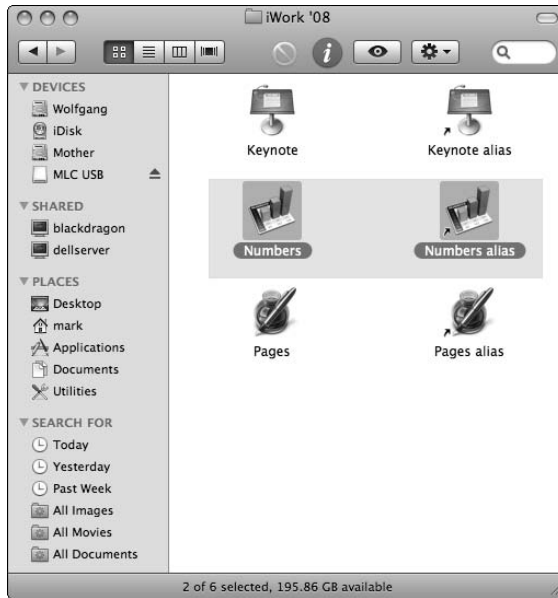 iWork '08
DEVICES
Wolfgang
iDisk
Mother
MLC USB
SHARED
blackdragon
dellserver
PLACES
Desktop
mark
Applications
Documents
Utilities
SEARCH FOR
Today
Yesterday
Past Week
All Images
All Movies
All Documents
Keynote
Keynote alias
Numbers
Numbers alias
Pages
Pages alias
2 of 6 selected, 195.86 GB available